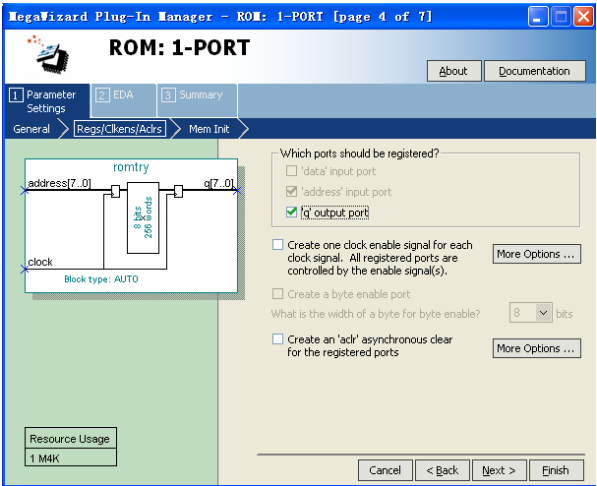 MegaWizard Plug-In Manager - ROM: 1-PORT [page 4 of 7]
ROM: 1-PORT
About
Documentation
1 Parameter Settings
2 EDA
3 Summary
General
Regs/Clkens/Aclrs
Mem Init
romtry
address[7..0]
q[7..0]
8 bits
256 words
clock
Block type: AUTO
Which ports should be registered?
'data' input port
'address' input port
'q' output port
Create one clock enable signal for each
clock signal. All registered ports are
controlled by the enable signal(s).
More Options ...
Create a byte enable port
What is the width of a byte for byte enable?
8
bits
Create an 'aclr' asynchronous clear
for the registered ports
More Options ...
Resource Usage
1 M4K
Cancel
< Back
Next >
Finish